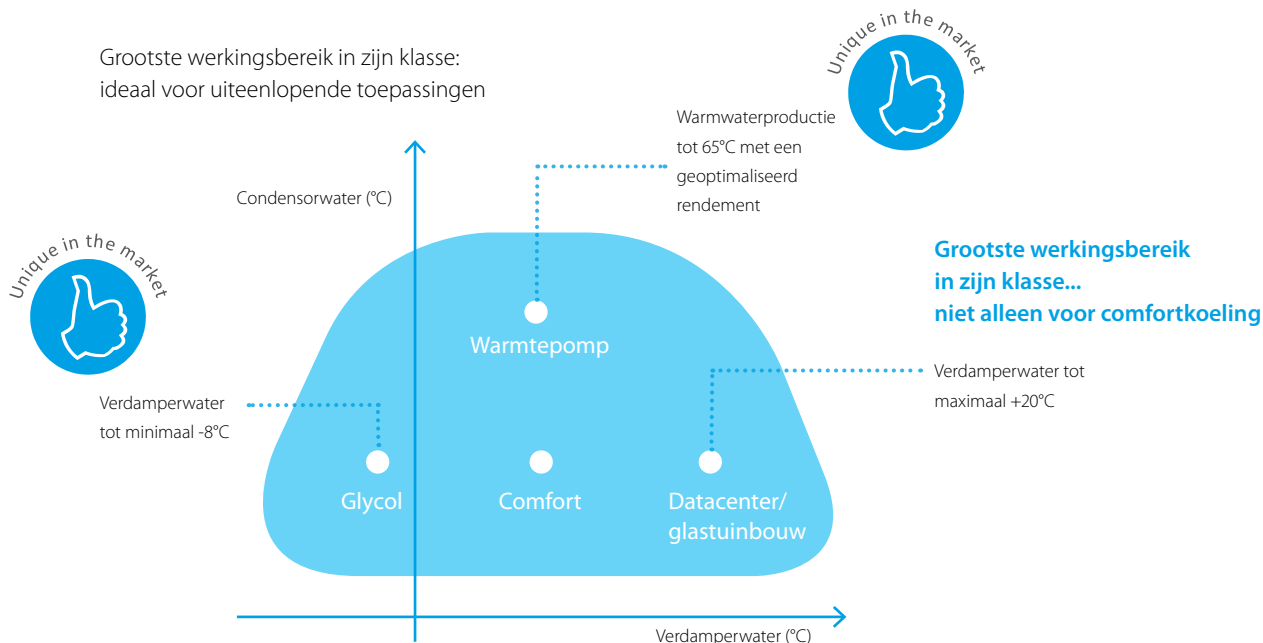 Grootste werkingsbereik in zijn klasse:
ideaal voor uiteenlopende toepassingen
Unique in the market
Warmwaterproductie
tot 65°C met een
geoptimaliseerd
rendement
Condensorwater (°C)
Unique in the market
Grootste werkingsbereik
in zijn klasse...
niet alleen voor comfortkoeling
Warmtepomp
Verdamperwater tot
maximaal +20°C
Verdamperwater
tot minimaal -8°C
Glycol
Comfort
Datacenter/
glastuinbouw
Verdamperwater (°C)